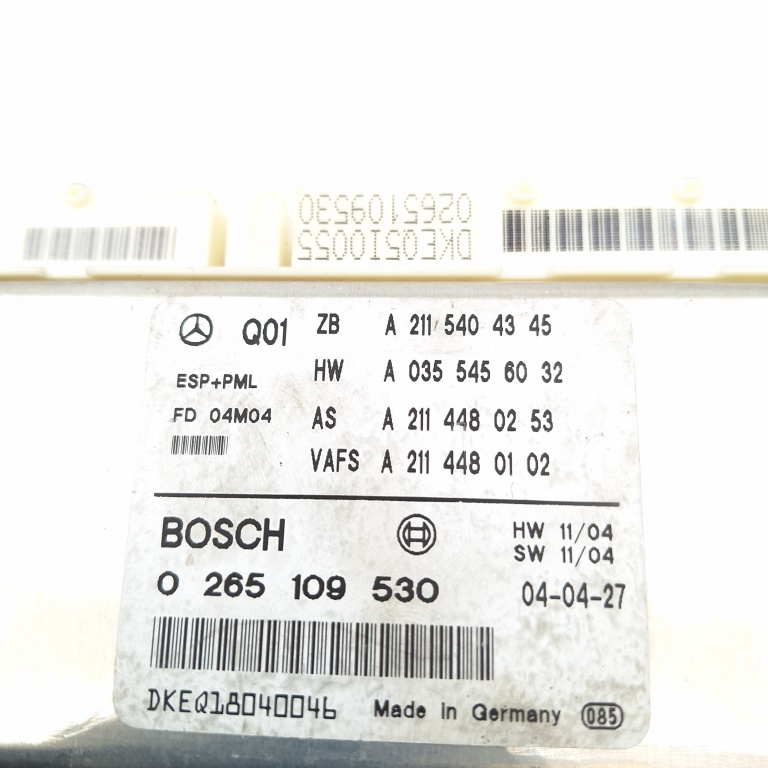 0265109530
DKEQ5I0055
Q01 ZB A 211 540 43 45
ESP+PML HW A 035 545 60 32
FD 04M04 AS A 211 448 02 53
VAFS A 211 448 01 02
BOSCH HW 11/04
SW 11/04
0 265 109 530 04-04-27
DKEQ18040046 Made in Germany 085